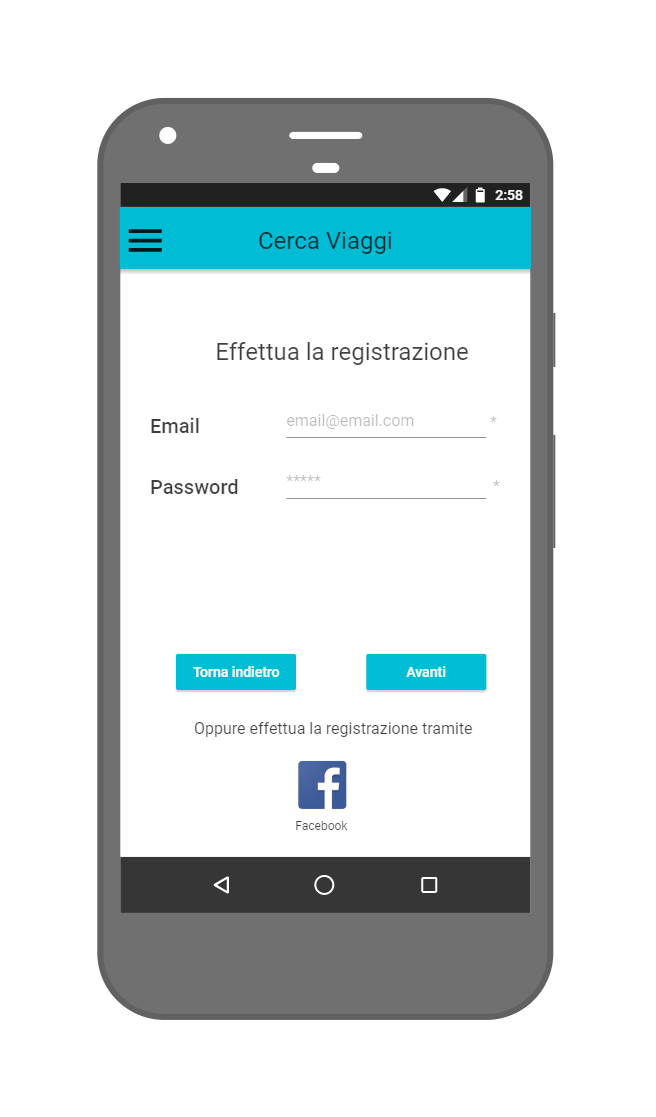 2:58
Cerca Viaggi
Effettua la registrazione
Email email@email.com *
Password ***** *
Torna indietro Avanti
Oppure effettua la registrazione tramite
f
Facebook